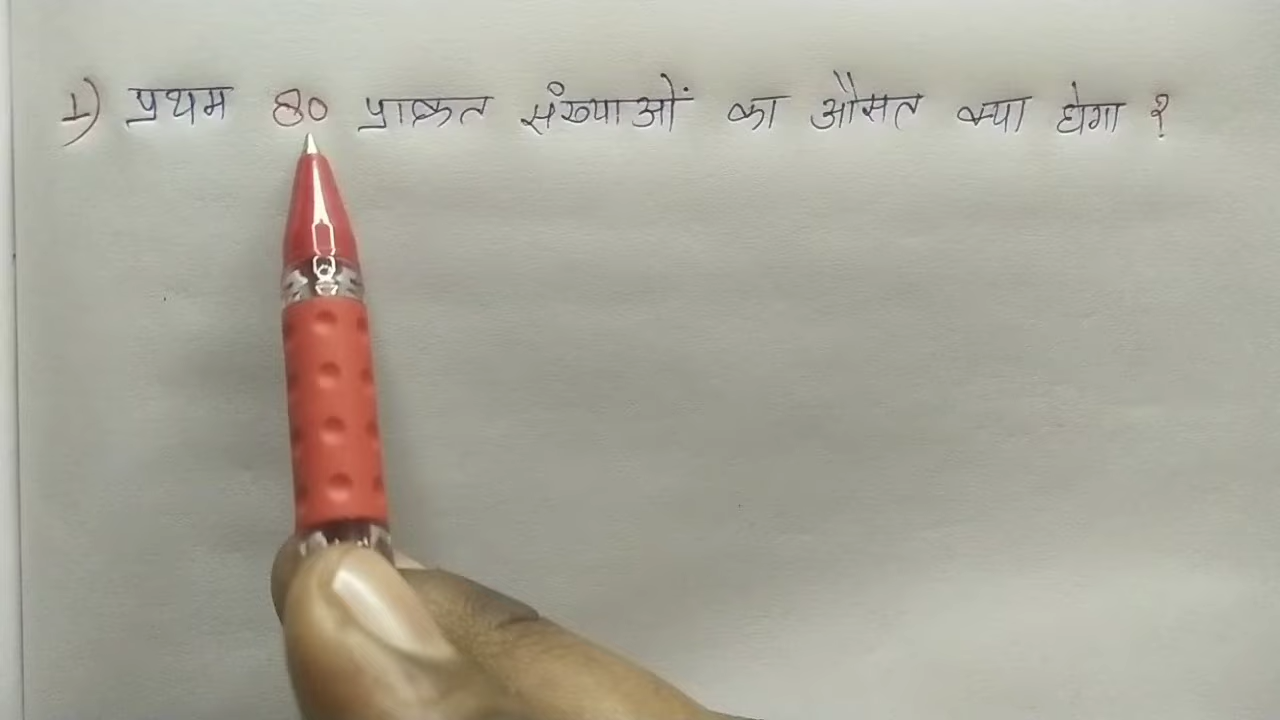 1) प्रथम 80 प्राकृत संख्याओं का औसत क्या होगा ?